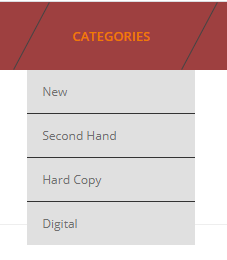 CATEGORIES
New
Second Hand
Hard Copy
Digital